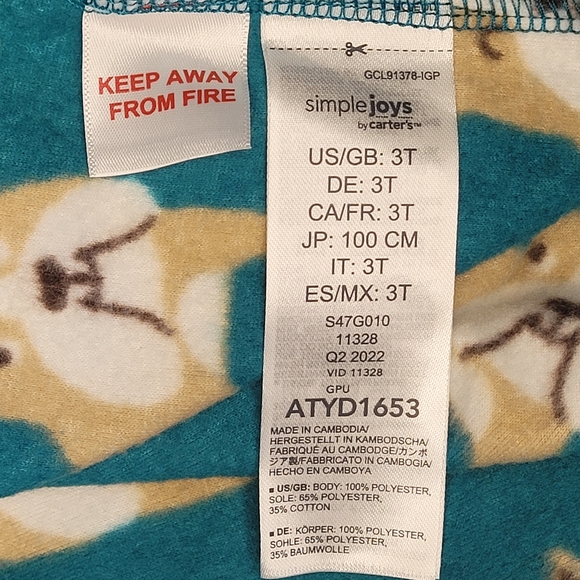 KEEP AWAY
FROM FIRE
GCL91378-IGP
simple joys
by carter's™
US/GB: 3T
DE: 3T
CA/FR: 3T
JP: 100 CM
IT: 3T
ES/MX: 3T
S47G010
11328
Q2 2022
VID 11328
GPU
ATYD1653
MADE IN CAMBODIA/
HERGESTELLT IN KAMBODSCHA/
FABRIQUÉ AU CAMBODGE/カンボ
ジア製/FABBRICATO IN CAMBOGIA/
HECHO EN CAMBOYA
■ US/GB: BODY: 100% POLYESTER,
SOLE: 65% POLYESTER,
35% COTTON
■ DE: KÖRPER: 100% POLYESTER,
SOHLE: 65% POLYESTER,
35% BAUMWOLLE